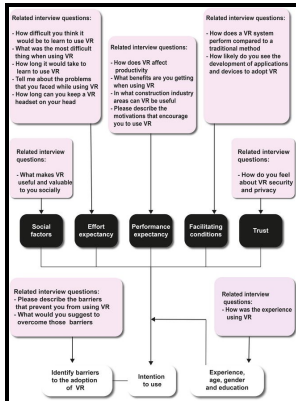 Related interview questions:
- How difficult you think
it would be to learn to use VR
- What was the most difficult
thing when using VR
- How long it would take to
learn to use VR
- Tell me about the problems
that you faced while using VR
- How long can you keep a VR
headset on your head
Related interview
questions:
- How does VR affect
productivity
- What benefits are you getting
when using VR
- In what construction industry
areas can VR be useful
- Please describe the
motivations that encourage
you to use VR
Related interview questions:
- How does a VR system
perform compared to a
traditional method
- How likely do you see the
development of applications
and devices to adopt VR
Related interview
questions:
- What makes VR
useful and valuable
to you socially
Related interview
questions:
- How do you feel
about VR security
and privacy
Social
factors
Effort
expectancy
Performance
expectancy
Facilitating
conditions
Trust
Related interview questions:
- Please describe the barriers
that prevent you from using VR
- What would you suggest to
overcome those barriers
Related interview
questions:
- How was the experience
using VR
Identify barriers
to the adoption
of VR
Intention
to use
Experience,
age, gender
and education